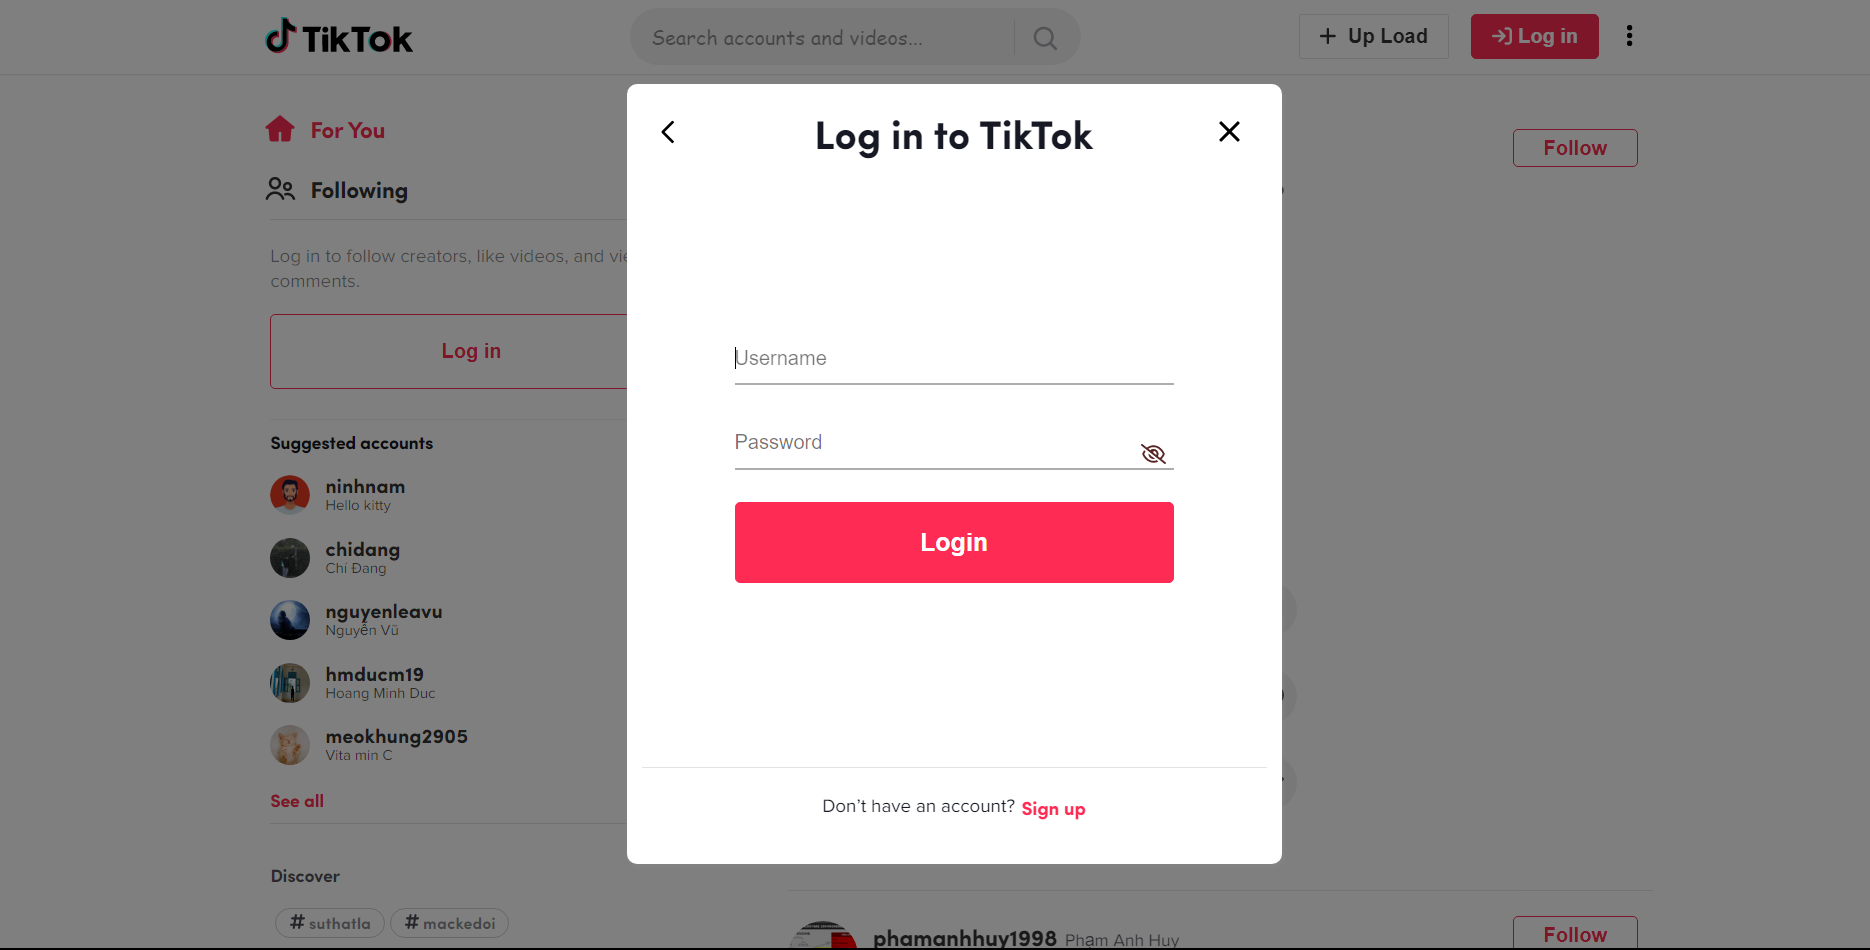 TikTok
Search accounts and videos...
Up Load
Log in
For You
Following
Log in to follow creators, like videos, and
comments.
Log in
Suggested accounts
ninhnam
Hello kitty
chidang
Chí Đang
nguyenleavu
Nguyễn Vũ
hmducm19
Hoang Minh Duc
meokhung2905
Vita min C
See all
Discover
# suthatla
# mackedoi
Log in to TikTok
Username
Password
Login
Don't have an account? Sign up
Follow
phamanhhuy1998 Phạm Anh Huy
Follow